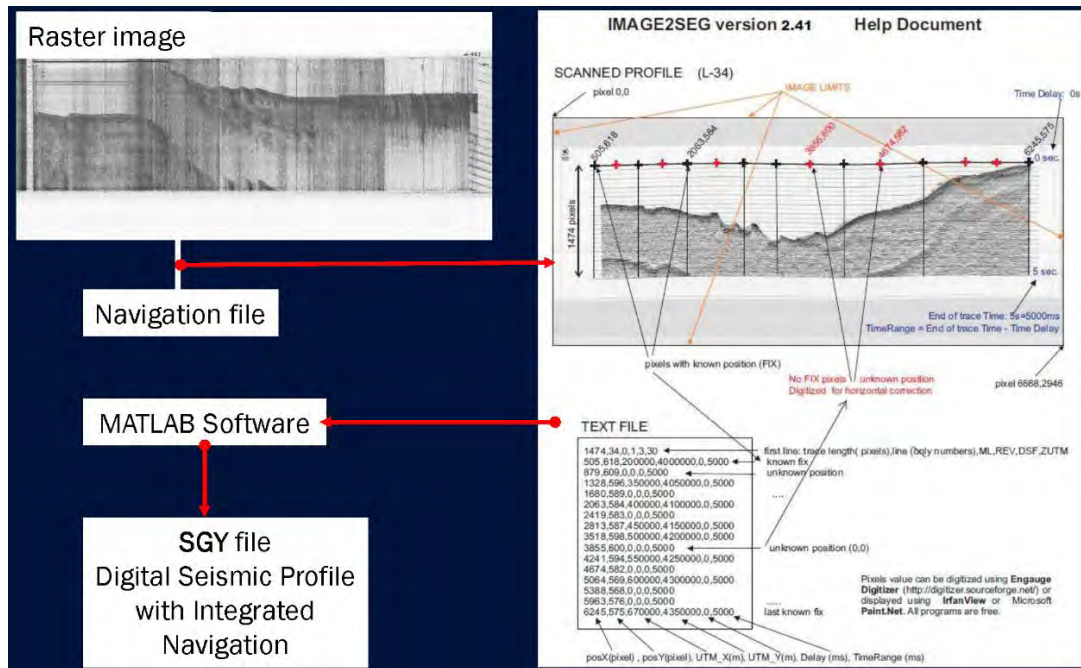 Raster image
Navigation file
MATLAB Software
SGY file
Digital Seismic Profile
with Integrated
Navigation
IMAGE2SEG version 2.41 Help Document
SCANNED PROFILE (L-34)
pixel 0,0
IMAGE LIMITS
Time Delay: 0s
505,618
2063,584
3855,600
4674,582
6245,575
0 sec.
1474 pixels
5 sec.
End of trace Time: 5s=5000ms
TimeRange = End of trace Time - Time Delay
pixels with known position (FIX)
No FIX pixels unknown position
Digitized for horizontal correction
pixel 6668,2946
TEXT FILE
1474,34,0,1,3,30
first line: trace length( pixels),line (only numbers),ML,REV,DSF,ZUTM
505,618,200000,4000000,0,5000
known fix
879,609,0,0,0,5000
unknown position
1328,596,350000,4050000,0,5000
1680,589,0,0,0,5000
....
2063,584,400000,4100000,0,5000
2419,583,0,0,0,5000
2813,587,450000,4150000,0,5000
3518,598,500000,4200000,0,5000
3855,600,0,0,0,5000
unknown position (0,0)
4241,594,550000,4250000,0,5000
4674,582,0,0,0,5000
5064,569,600000,4300000,0,5000
5388,568,0,0,0,5000
5963,576,0,0,0,5000
.....
6245,575,670000,4350000,0,5000
last known fix
Pixels value can be digitized using Engauge
Digitizer (http://digitizer.sourceforge.net/) or
displayed using IrfanView or Microsoft
Paint.Net. All programs are free.
posX(pixel) , posY(pixel), UTM_X(m), UTM_Y(m), Delay (ms), TimeRange (ms)